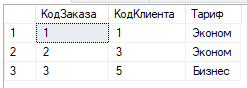 КодЗаказа КодКлиента Тариф
1 1 1 Эконом
2 2 3 Эконом
3 3 5 Бизнес